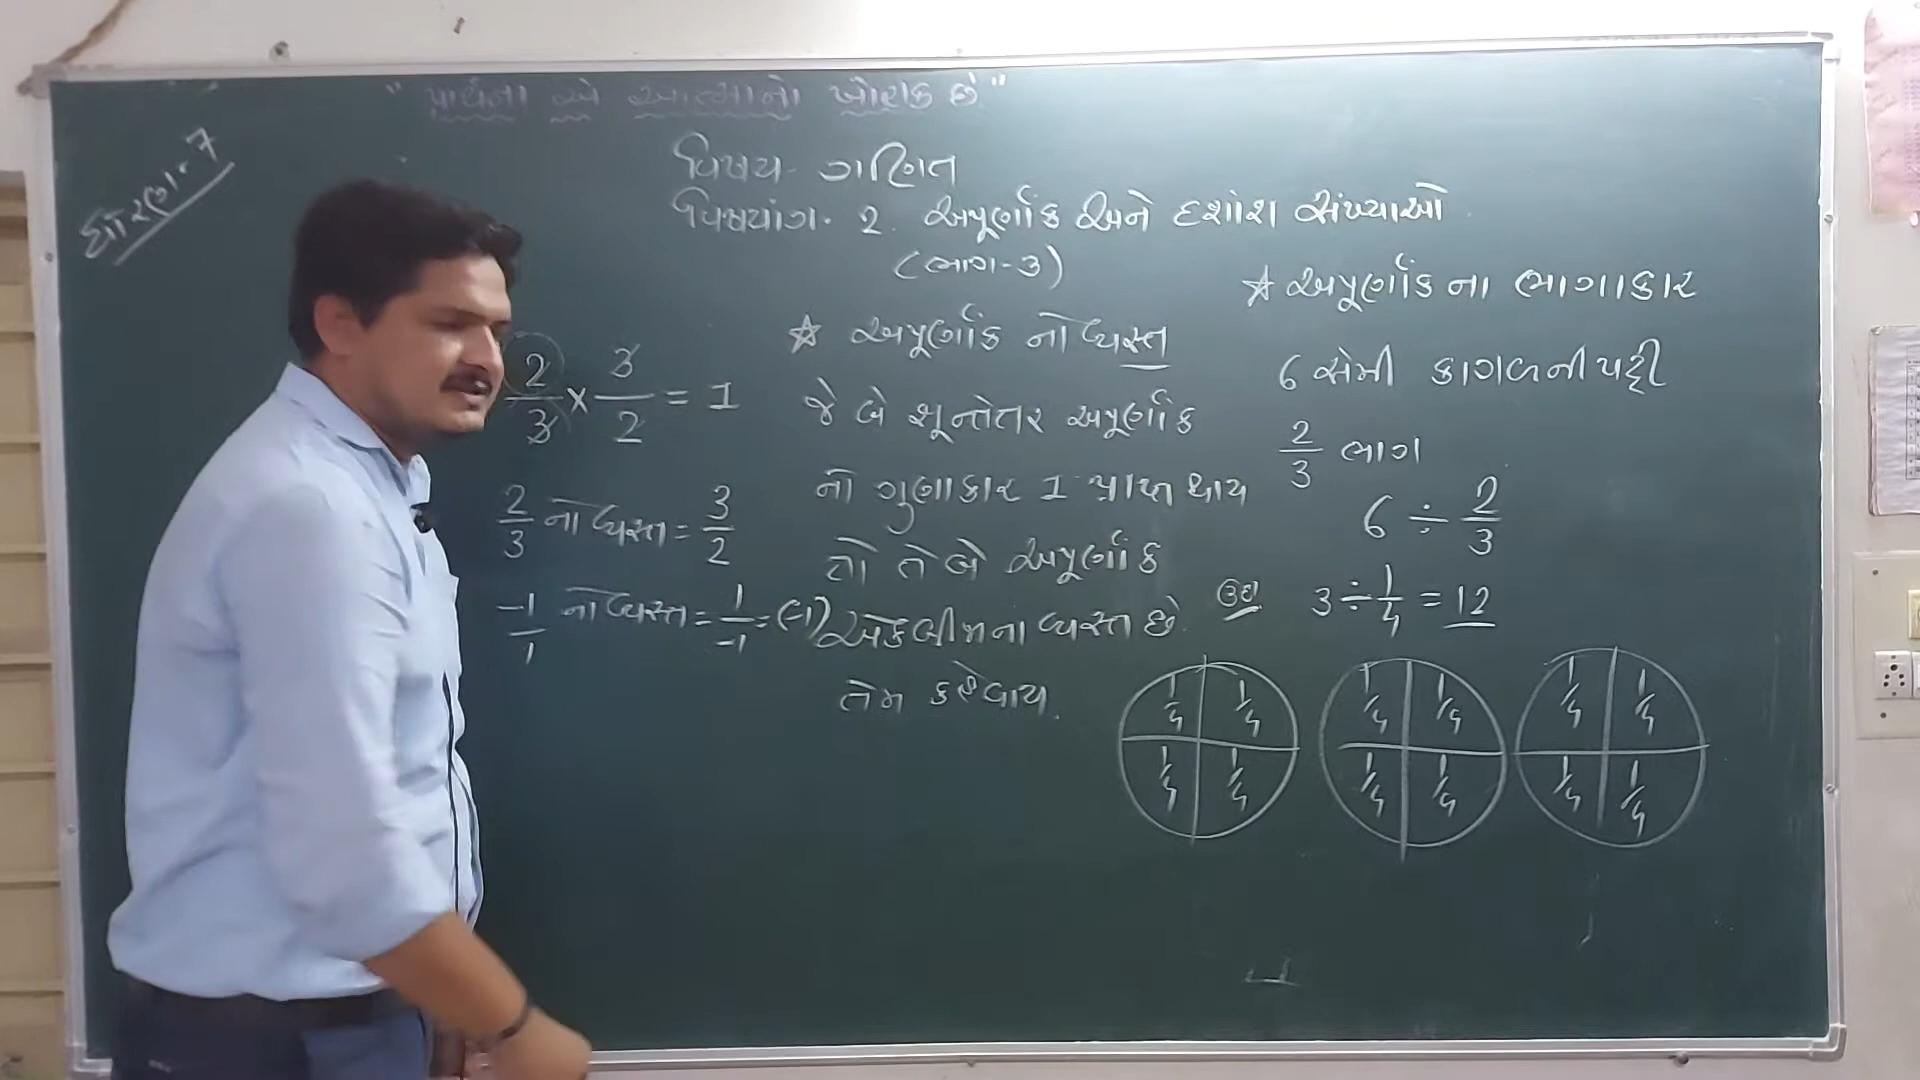 "પ્રાર્થના એ આત્માનો ખોરાક છે"
ધોરણ-7
વિષય- ગણિત
વિષયાંગ. 2. અપૂર્ણાંક અને દશાંશ સંખ્યાઓ
(ભાગ-3)
2/3 × 3/2 = 1
2/3 નો વ્યસ્ત = 3/2
-1/1 નો વ્યસ્ત = 1/-1 = (-1)
☆ અપૂર્ણાંક નો વ્યસ્ત
જે બે શૂન્યેતર અપૂર્ણાંક
નો ગુણાકાર 1 પ્રાપ્ત થાય
તો તે બે અપૂર્ણાંક
એકબીજાના વ્યસ્ત છે
તેમ કહેવાય.
☆ અપૂર્ણાંક ના ભાગાકાર
6 સેમી કાગળની પટ્ટી
2/3 ભાગ
6 ÷ 2/3
ઉદા. 3 ÷ 1/4 = 12
1/4 1/4 1/4 1/4 1/4 1/4
1/4 1/4 1/4 1/4 1/4 1/4